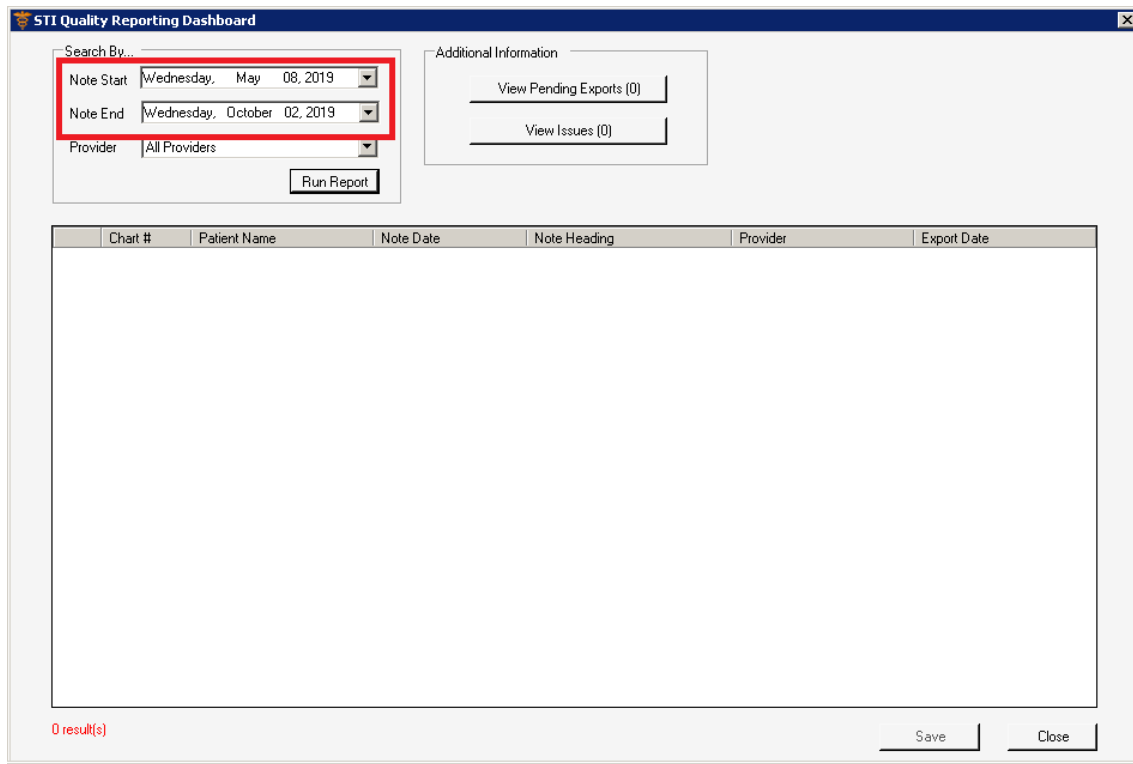 STI Quality Reporting Dashboard
Search By...
Note Start Wednesday, May 08, 2019
Note End Wednesday, October 02, 2019
Provider All Providers
Run Report
Additional Information
View Pending Exports (0)
View Issues (0)
Chart # Patient Name Note Date Note Heading Provider Export Date
0 result(s)
Save Close